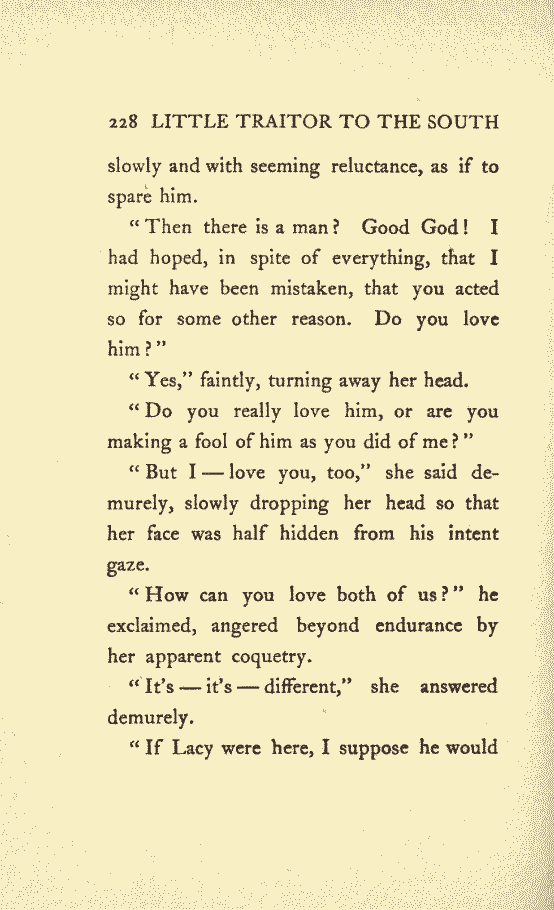 228 LITTLE TRAITOR TO THE SOUTH
slowly and with seeming reluctance, as if to
spare him.
“Then there is a man? Good God! I
had hoped, in spite of everything, that I
might have been mistaken, that you acted
so for some other reason. Do you love
him?”
“Yes,” faintly, turning away her head.
“Do you really love him, or are you
making a fool of him as you did of me?”
“But I — love you, too,” she said de-
murely, slowly dropping her head so that
her face was half hidden from his intent
gaze.
“How can you love both of us?” he
exclaimed, angered beyond endurance by
her apparent coquetry.
“It's — it's — different,” she answered
demurely.
“If Lacy were here, I suppose he would